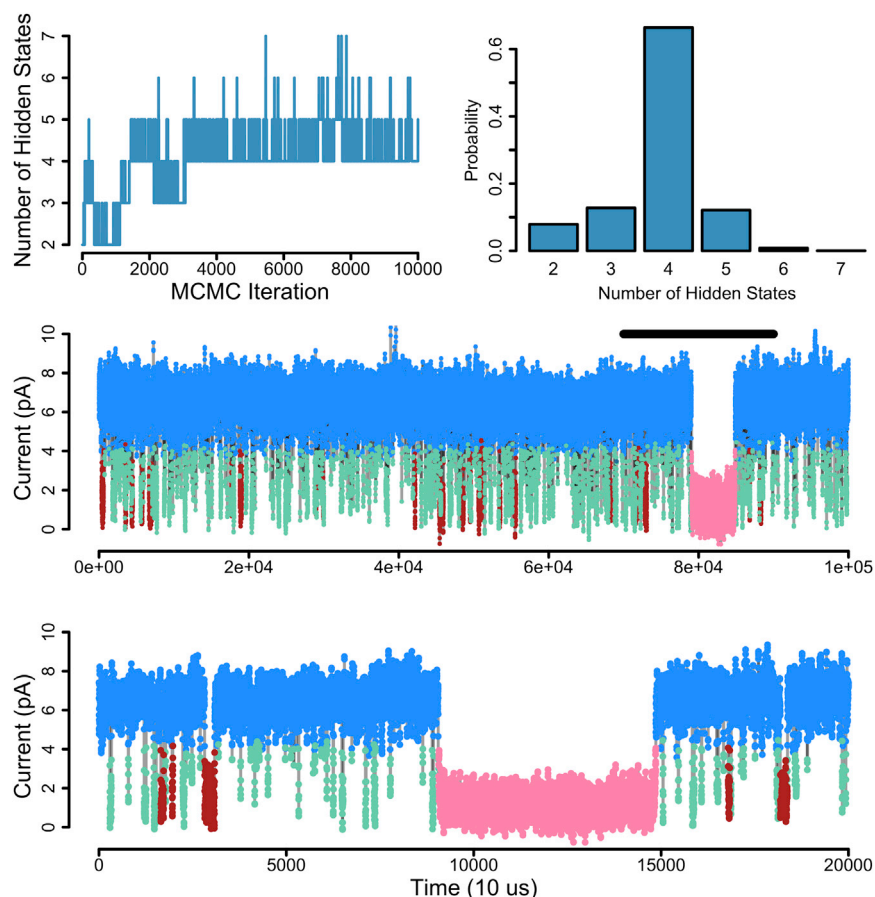 Number of Hidden States
7
6
5
4
3
2
0 2000 4000 6000 8000 10000
MCMC Iteration
Probability
0.6
0.4
0.2
0.0
2 3 4 5 6 7
Number of Hidden States
Current (pA)
10
8
6
4
2
0
0e+00 2e+04 4e+04 6e+04 8e+04 1e+05
Current (pA)
10
8
6
4
2
0
0 5000 10000 15000 20000
Time (10 us)